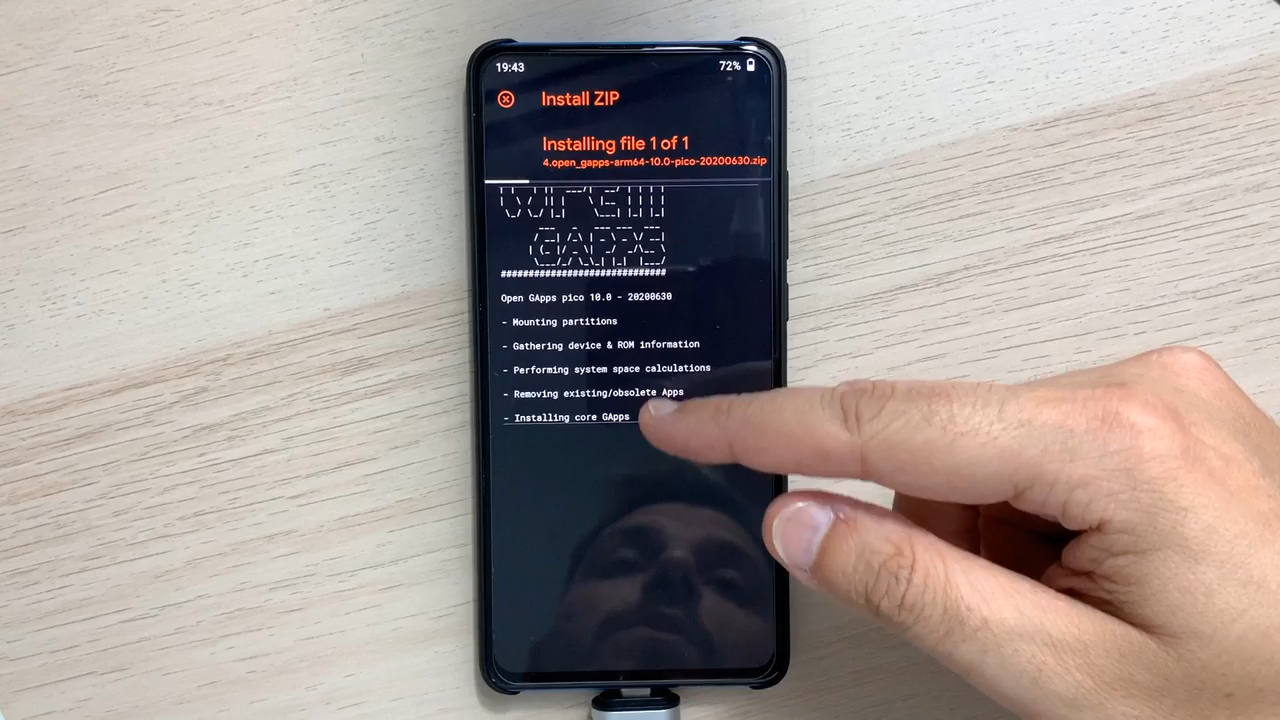 19:43 72%
Install ZIP
Installing file 1 of 1
4.open_gapps-arm64-10.0-pico-20200630.zip
GAPPS
##############################
Open GApps pico 10.0 - 20200630
- Mounting partitions
- Gathering device & ROM information
- Performing system space calculations
- Removing existing/obsolete Apps
- Installing core GApps